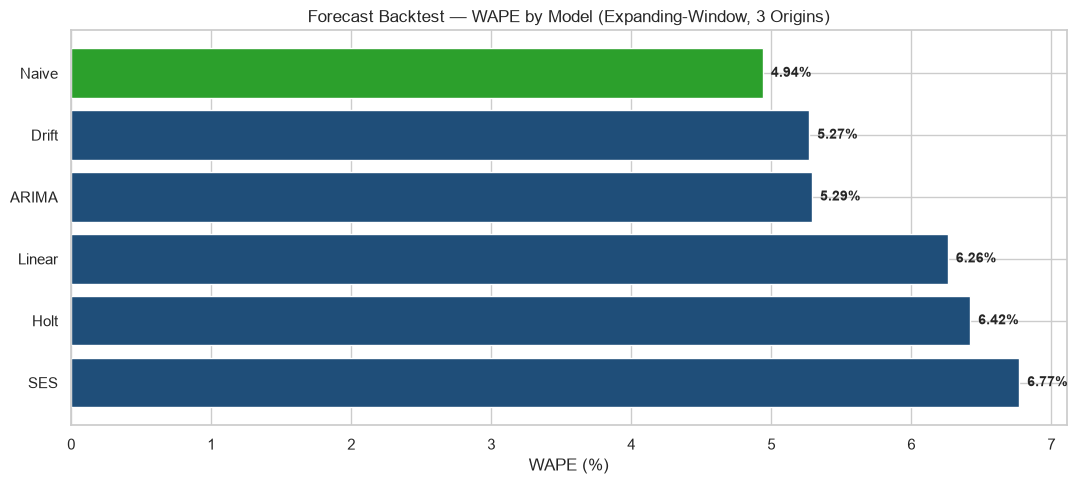 Forecast Backtest — WAPE by Model (Expanding-Window, 3 Origins)
Naive 4.94%
Drift 5.27%
ARIMA 5.29%
Linear 6.26%
Holt 6.42%
SES 6.77%
0 1 2 3 4 5 6 7
WAPE (%)